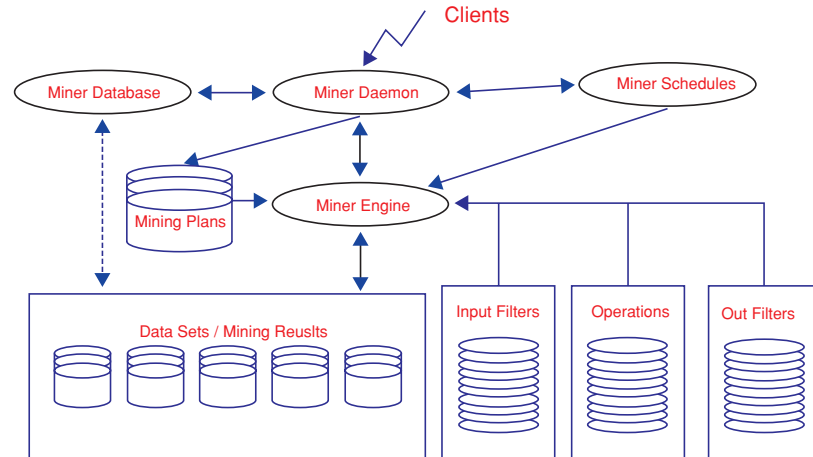 Clients
Miner Database
Miner Daemon
Miner Schedules
Mining Plans
Miner Engine
Data Sets / Mining Reuslts
Input Filters
Operations
Out Filters